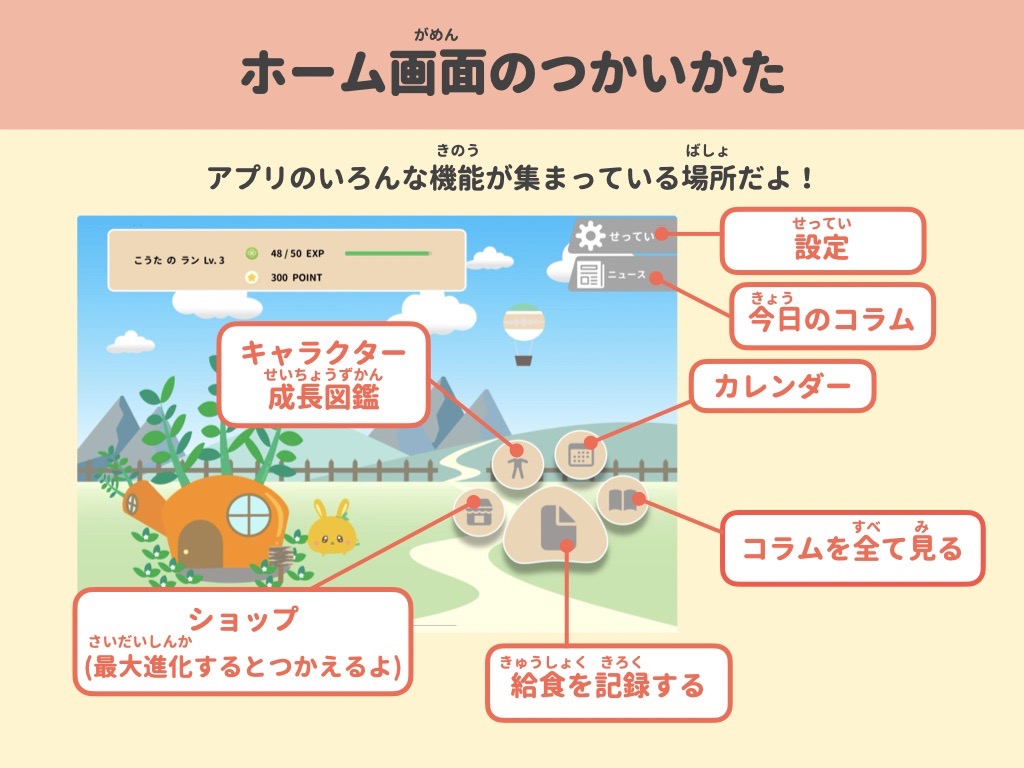 がめん
ホーム画面のつかいかた
きのう ばしょ
アプリのいろんな機能が集まっている場所だよ！
こうた の ラン Lv. 3
48 / 50 EXP
300 POINT
せってい
ニュース
せってい
設定
きょう
今日のコラム
キャラクター
せいちょうずかん
成長図鑑
カレンダー
すべ み
コラムを全て見る
ショップ
さいだいしんか
(最大進化するとつかえるよ)
きゅうしょく きろく
給食を記録する